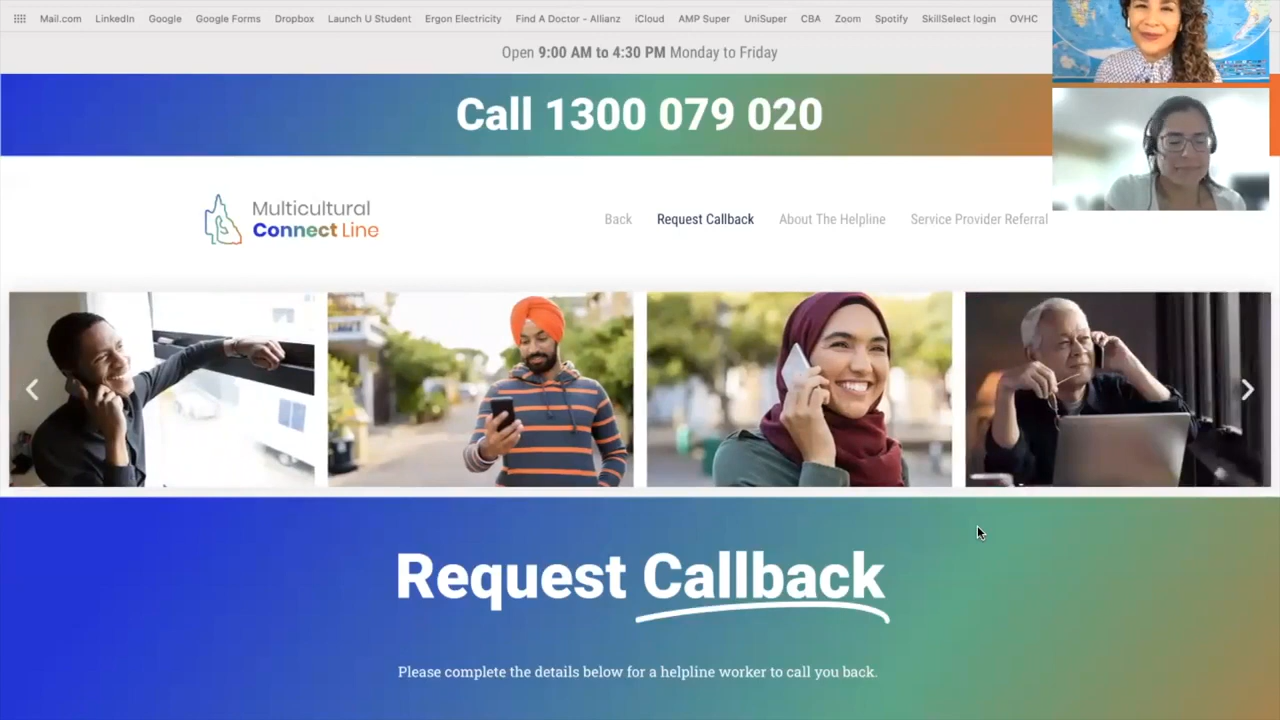 Mail.com LinkedIn Google Google Forms Dropbox Launch U Student Ergon Electricity Find A Doctor - Allianz iCloud AMP Super UniSuper CBA Zoom Spotify SkillSelect login OVHC
Open 9:00 AM to 4:30 PM Monday to Friday
Call 1300 079 020
Multicultural
Connect Line
Back Request Callback About The Helpline Service Provider Referral
Request Callback
Please complete the details below for a helpline worker to call you back.